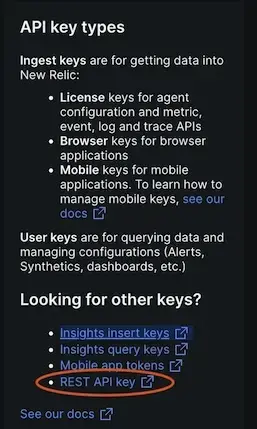 API key types
Ingest keys are for getting data into
New Relic:
• License keys for agent
configuration and metric,
event, log and trace APIs
• Browser keys for browser
applications
• Mobile keys for mobile
applications. To learn how to
manage mobile keys, see our
docs
User keys are for querying data and
managing configurations (Alerts,
Synthetics, dashboards, etc.)
Looking for other keys?
• Insights insert keys
• Insights query keys
• Mobile app tokens
• REST API key
See our docs